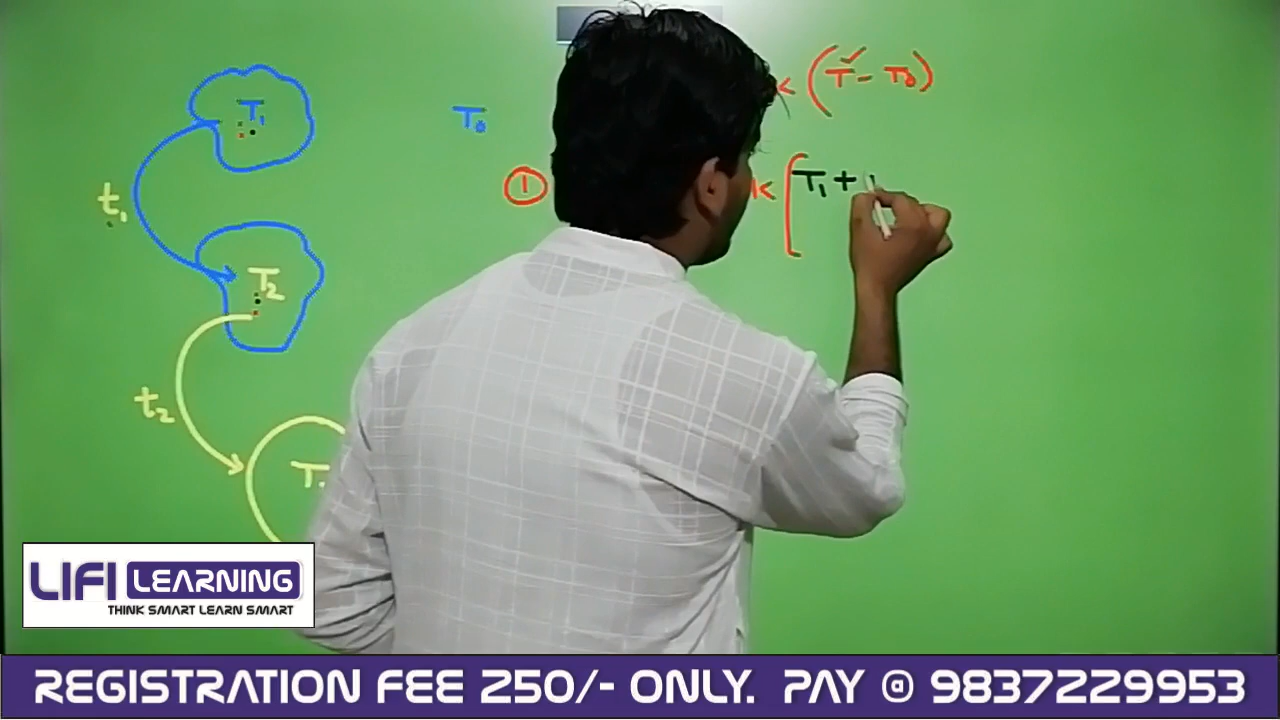 T₁
T₀
< (T - T₀)
t₁
① K [T₁ +
T₂
t₂
T
LIFI LEARNING
THINK SMART LEARN SMART
REGISTRATION FEE 250/- ONLY. PAY @ 9837229953